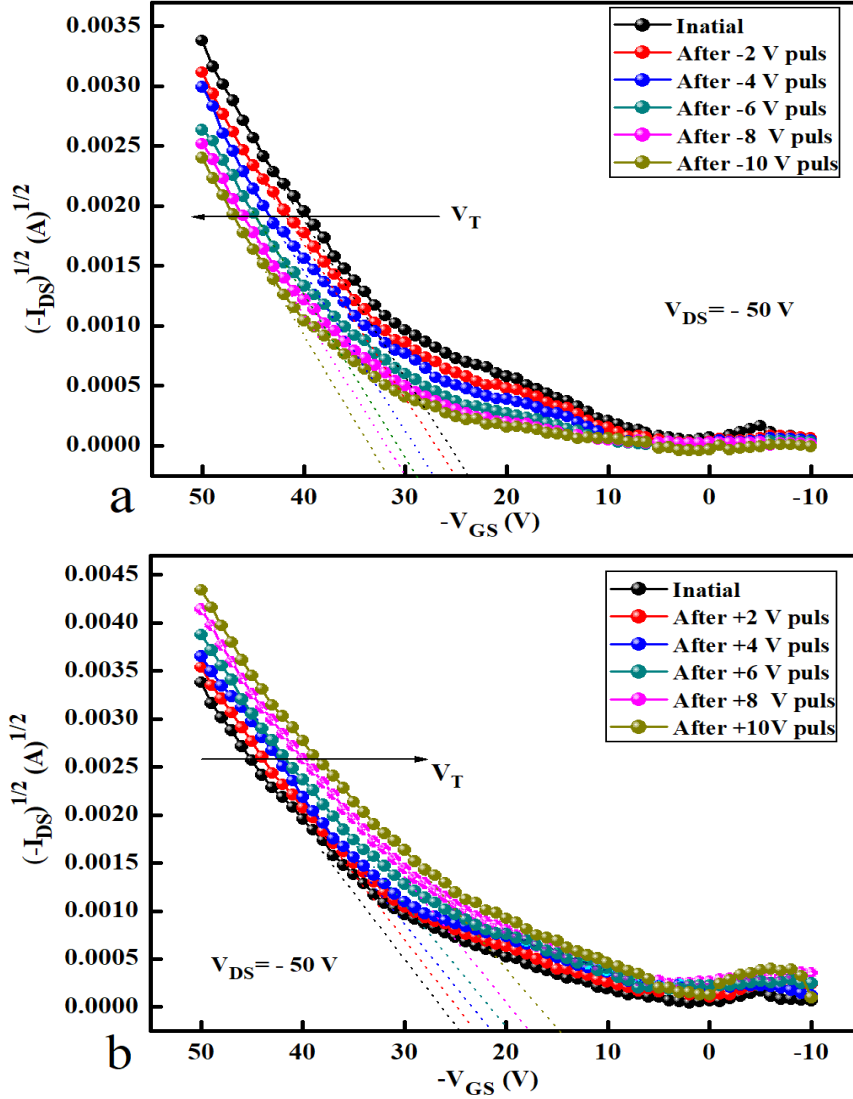 0.0035
0.0030
0.0025
0.0020
0.0015
0.0010
0.0005
0.0000
(-I_DS)^1/2 (A)^1/2
Inatial
After -2 V puls
After -4 V puls
After -6 V puls
After -8 V puls
After -10 V puls
V_T
V_DS= - 50 V
50 40 30 20 10 0 -10
-V_GS (V)
a
0.0045
0.0040
0.0035
0.0030
0.0025
0.0020
0.0015
0.0010
0.0005
0.0000
(-I_DS)^1/2 (A)^1/2
Inatial
After +2 V puls
After +4 V puls
After +6 V puls
After +8 V puls
After +10V puls
V_T
V_DS= - 50 V
50 40 30 20 10 0 -10
-V_GS (V)
b